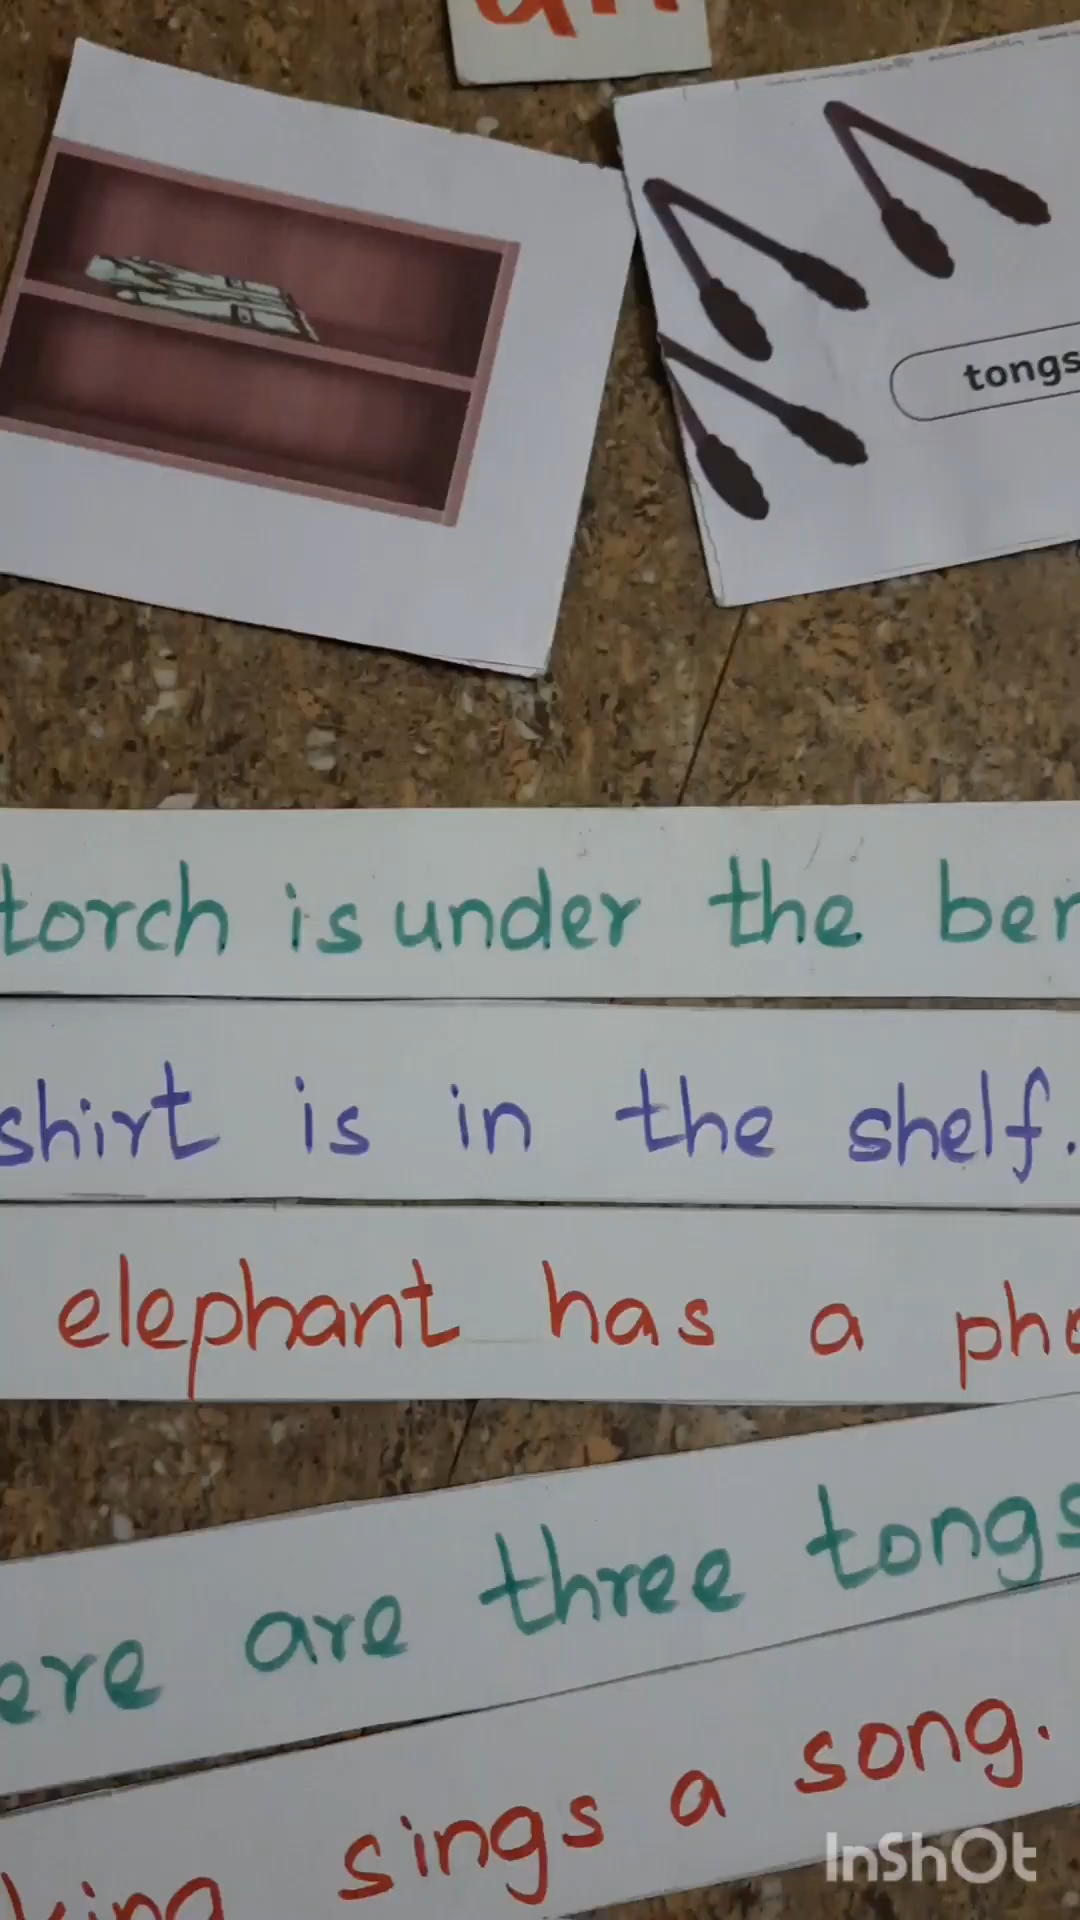 tongs
torch is under the
shirt is in the shelf.
elephant has a
are three tongs
sings a song.
InShOt